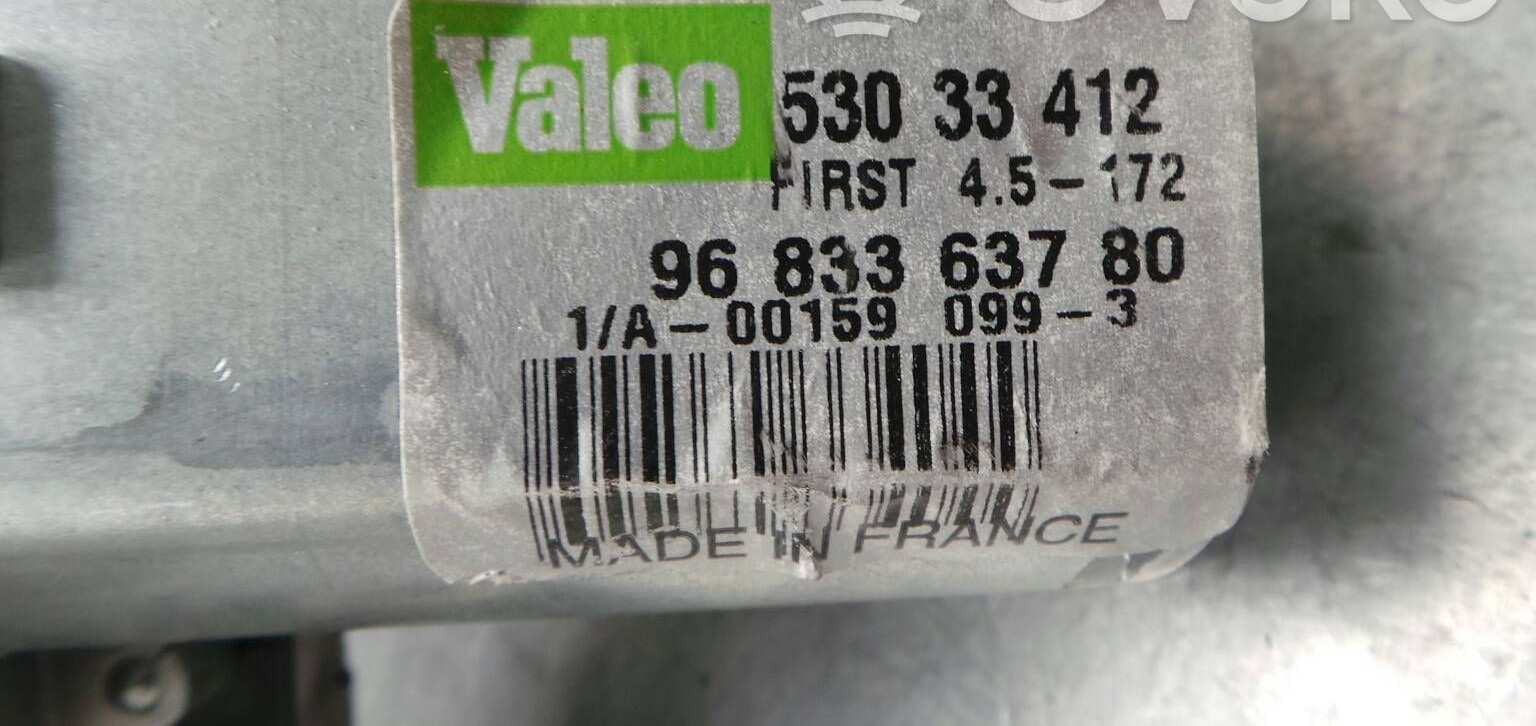 Valeo
530 33 412
FIRST 4.5-172
96 833 637 80
1/A-00159 099-3
MADE IN FRANCE